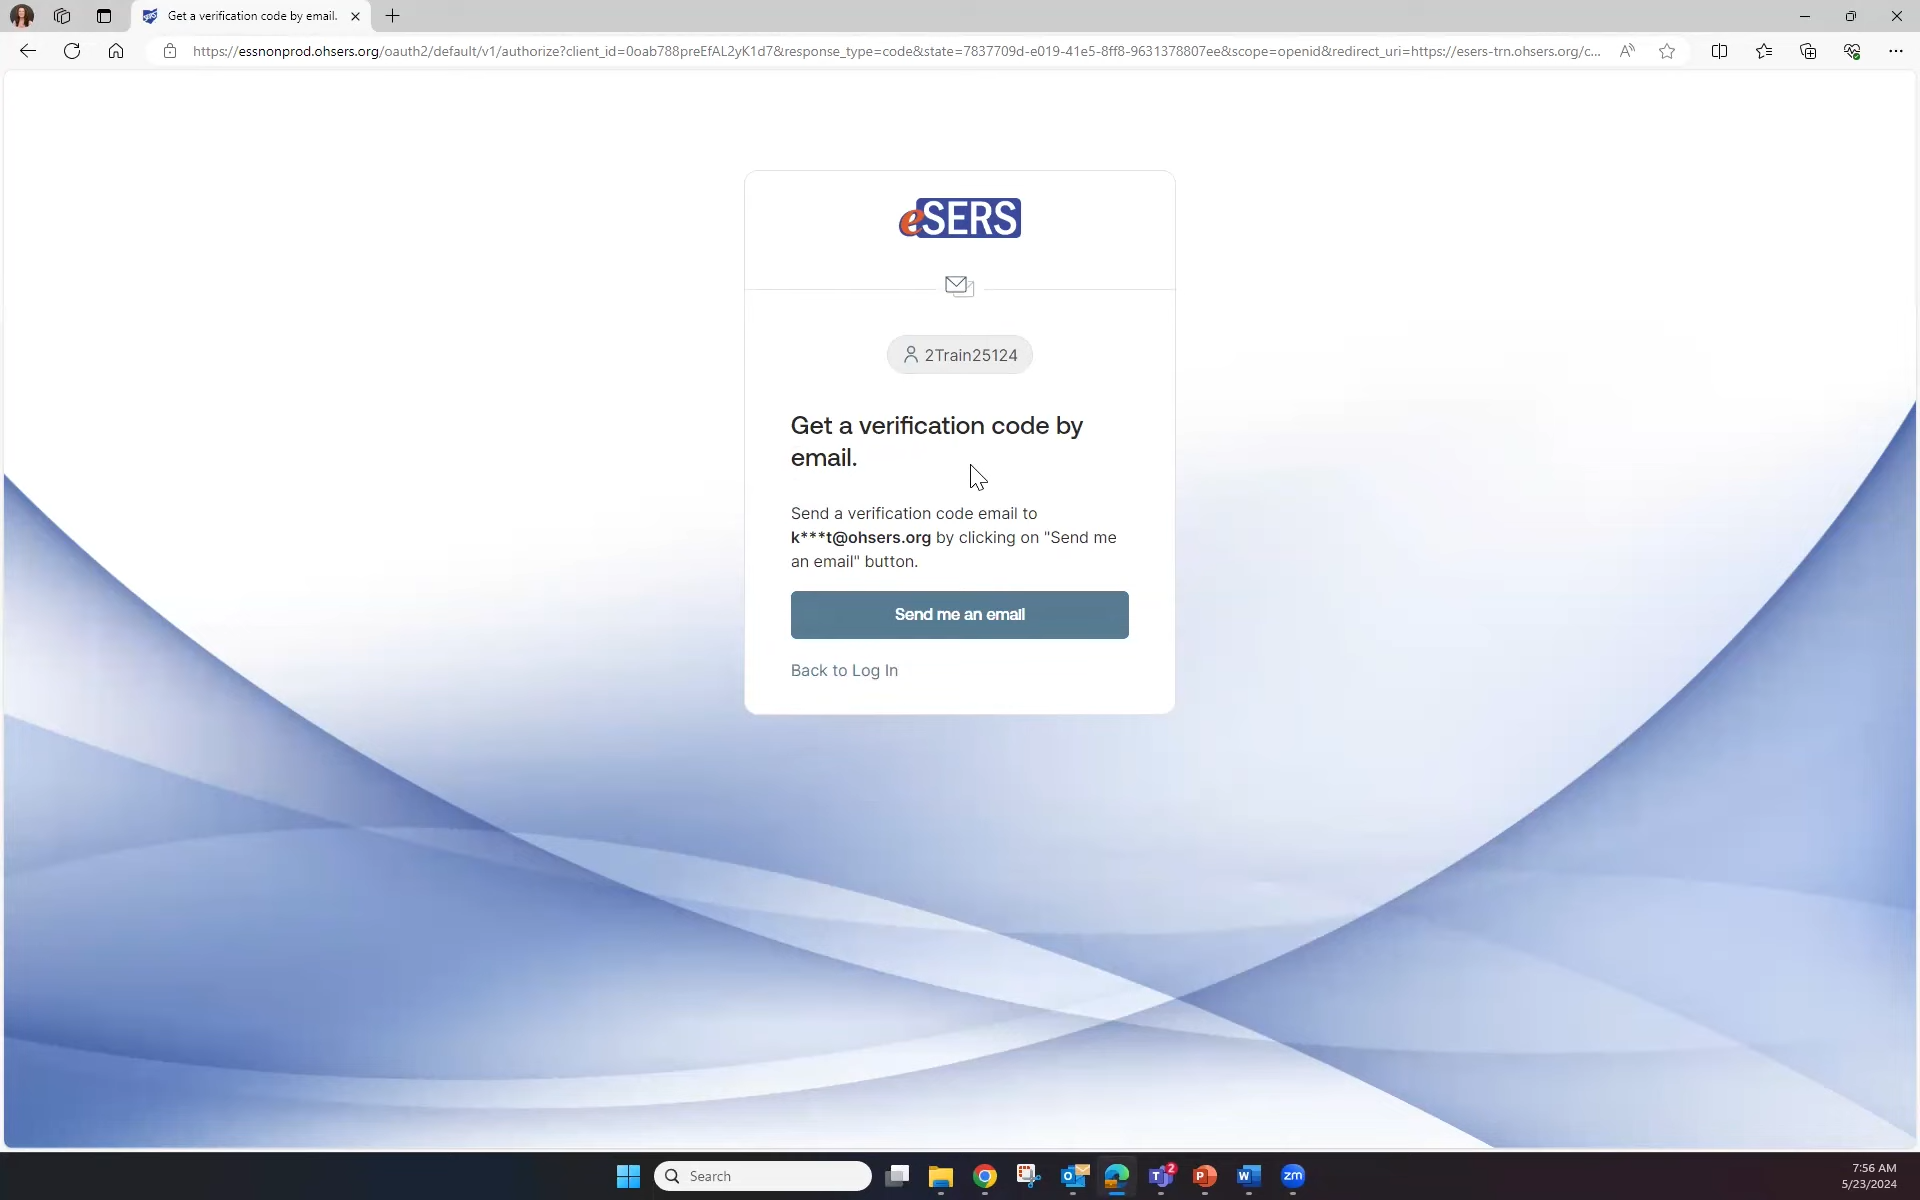 Get a verification code by email.
https://essnonprod.ohsers.org/oauth2/default/v1/authorize?client_id=0oab788preEfAL2yK1d7&response_type=code&state=7837709d-e019-41e5-8ff8-9631378807ee&scope=openid&redirect_uri=https://esers-trn.ohsers.org/c...
eSERS
2Train25124
Get a verification code by
email.
Send a verification code email to
k***t@ohsers.org by clicking on "Send me
an email" button.
Send me an email
Back to Log In
Search
2
7:56 AM
5/23/2024